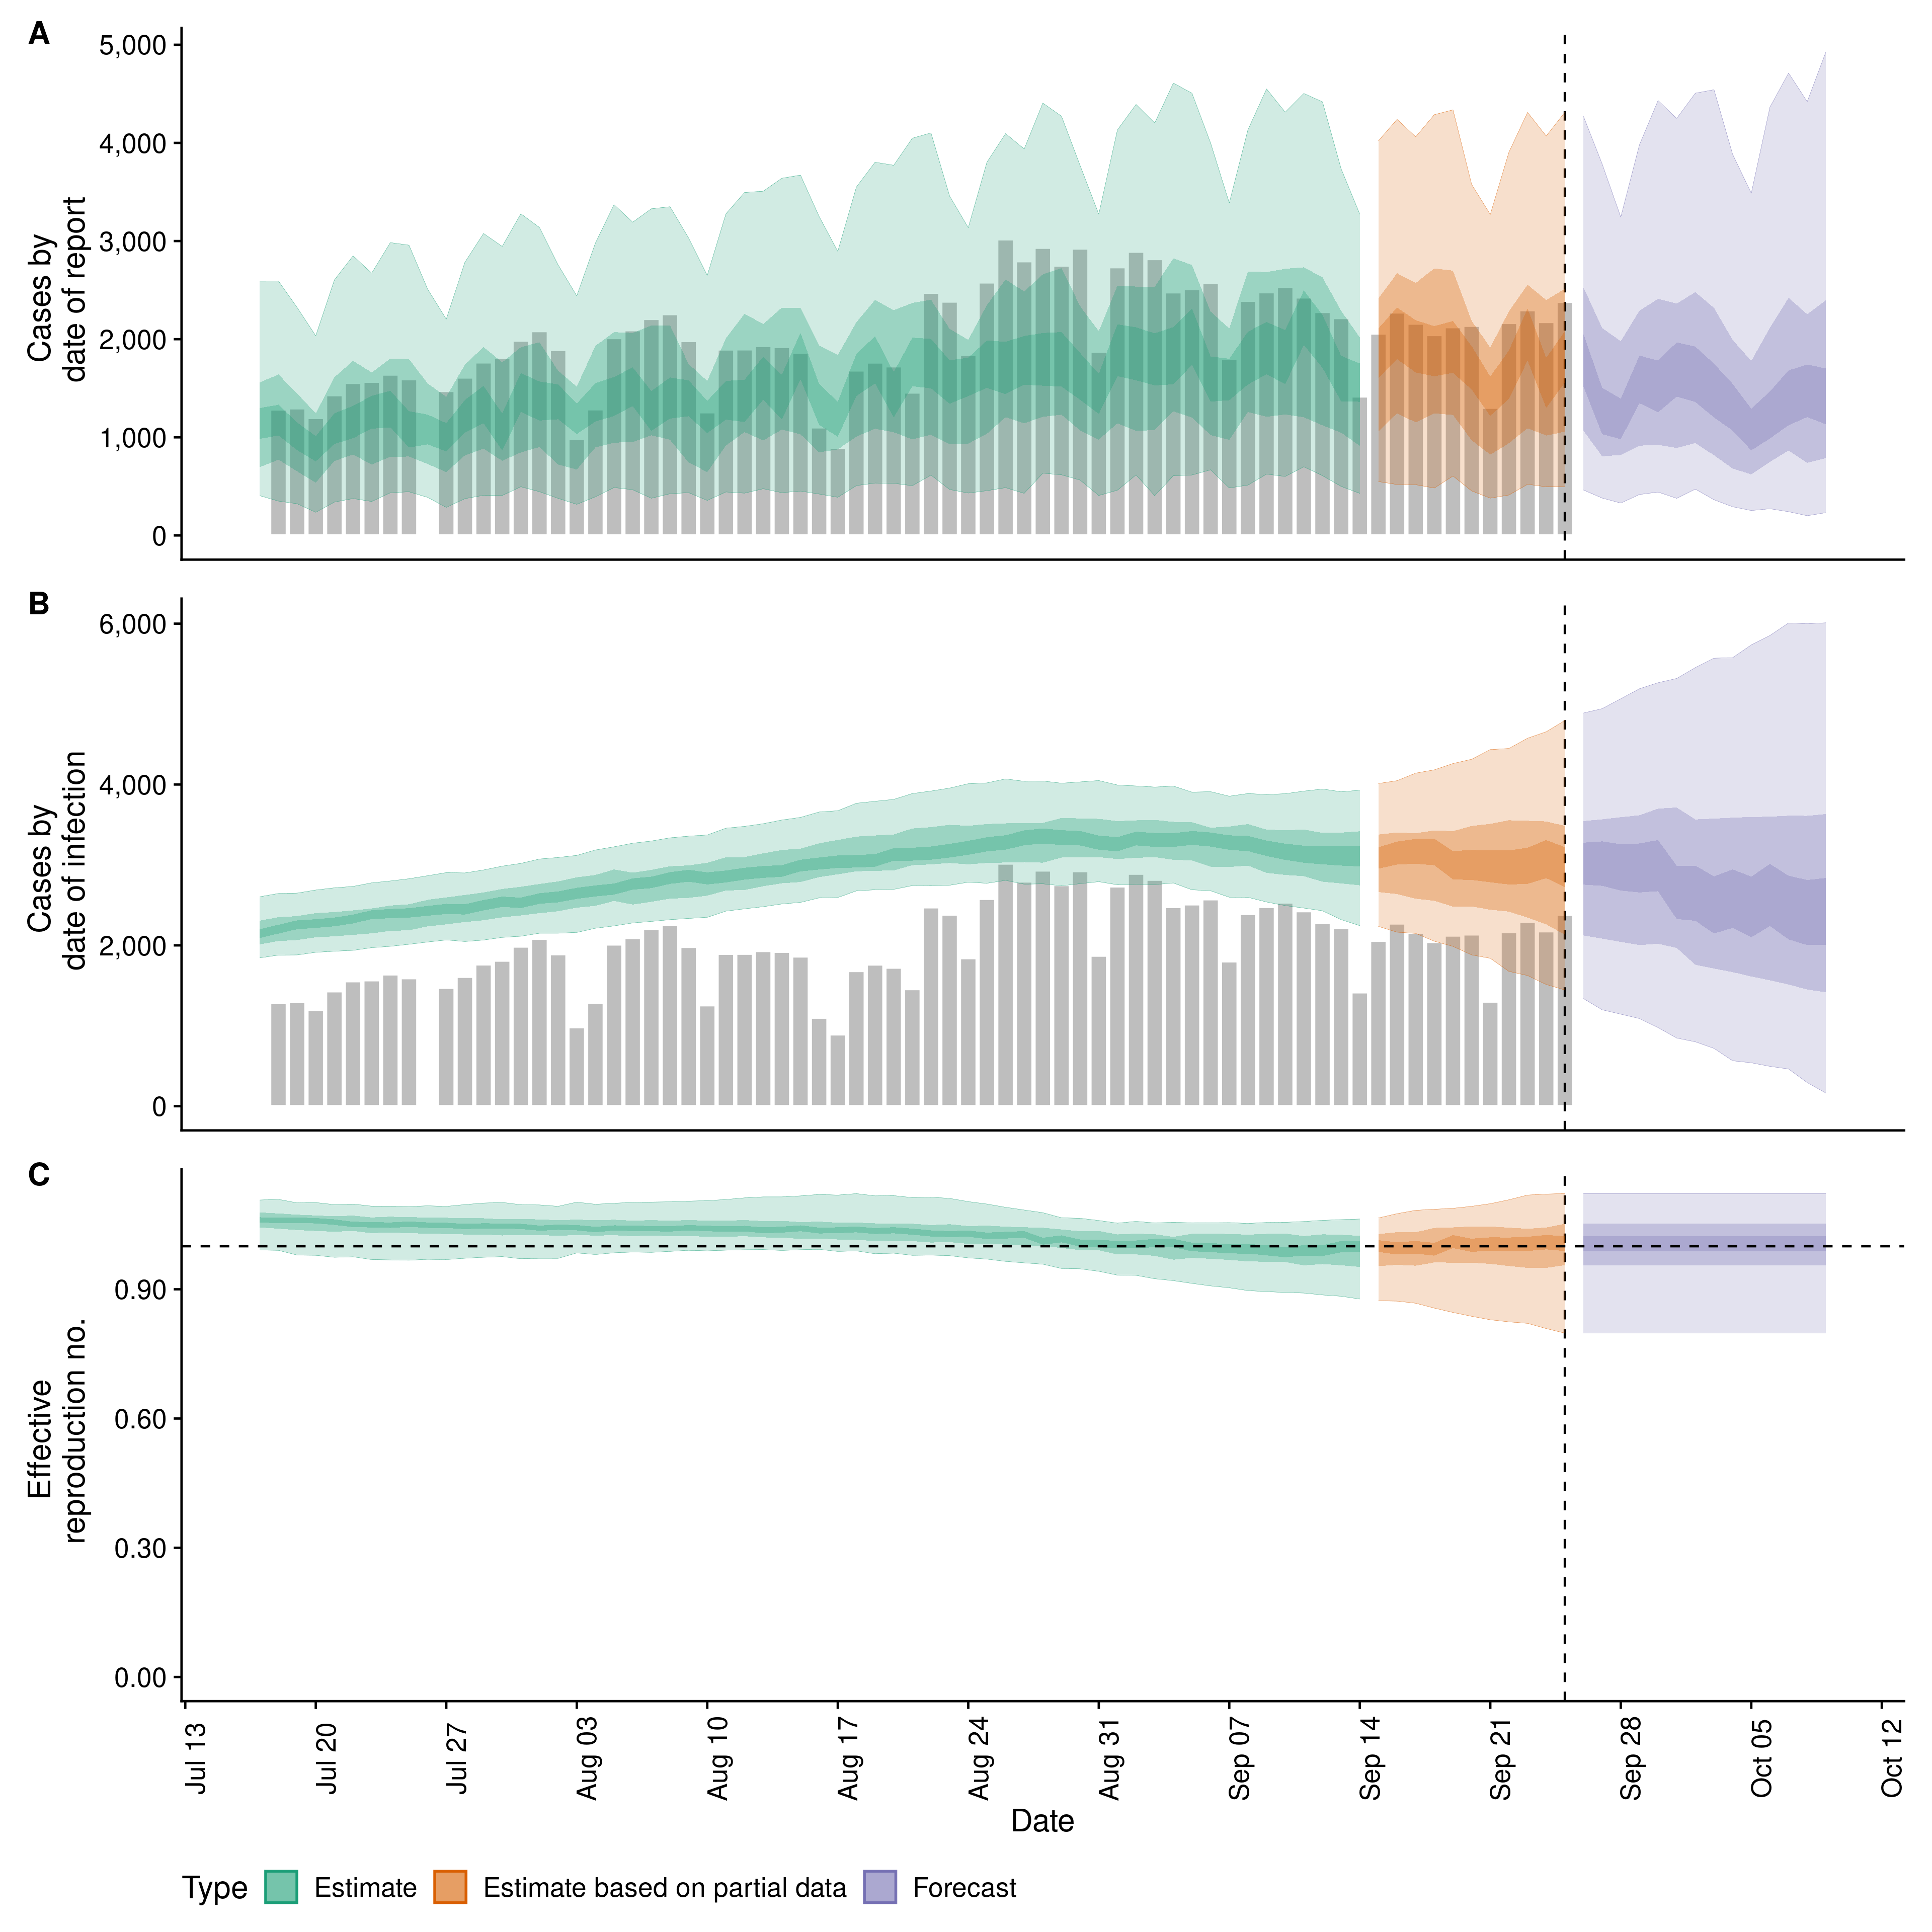 A
Cases by
date of report
5,000
4,000
3,000
2,000
1,000
0
B
Cases by
date of infection
6,000
4,000
2,000
0
C
Effective
reproduction no.
0.90
0.60
0.30
0.00
Jul 13
Jul 20
Jul 27
Aug 03
Aug 10
Aug 17
Aug 24
Aug 31
Sep 07
Sep 14
Sep 21
Sep 28
Oct 05
Oct 12
Date
Type Estimate Estimate based on partial data Forecast